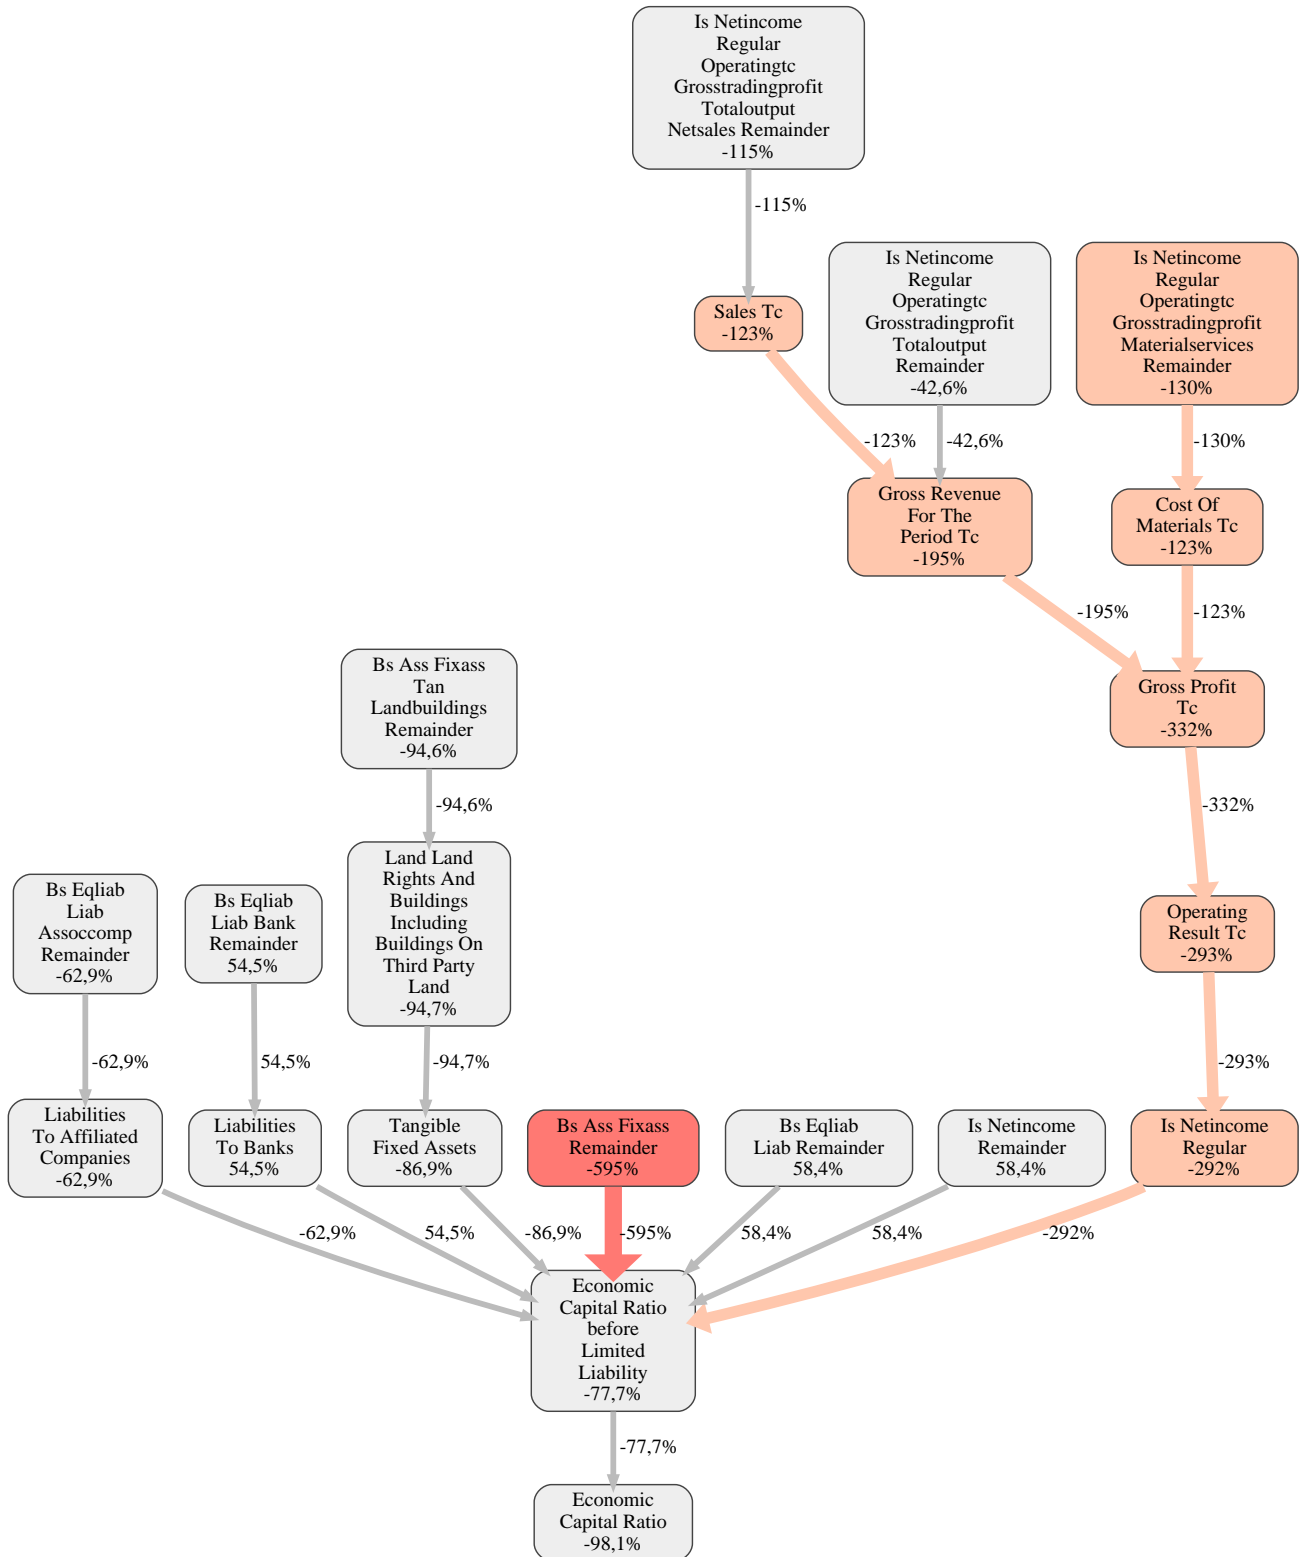 Is Netincome
Regular
Operatingtc
Grosstradingprofit
Totaloutput
Netsales Remainder
-115%
-115%
Is Netincome
Regular
Operatingtc
Grosstradingprofit
Totaloutput
Remainder
-42,6%
Is Netincome
Regular
Operatingtc
Grosstradingprofit
Materialservices
Remainder
-130%
Sales Tc
-123%
-123%
-42,6%
-130%
Gross Revenue
For The
Period Tc
-195%
Cost Of
Materials Tc
-123%
-195%
-123%
Bs Ass Fixass
Tan
Landbuildings
Remainder
-94,6%
Gross Profit
Tc
-332%
-94,6%
-332%
Bs Eqliab
Liab
Assoccomp
Remainder
-62,9%
Bs Eqliab
Liab Bank
Remainder
54,5%
Land Land
Rights And
Buildings
Including
Buildings On
Third Party
Land
-94,7%
Operating
Result Tc
-293%
-62,9%
54,5%
-94,7%
-293%
Liabilities
To Affiliated
Companies
-62,9%
Liabilities
To Banks
54,5%
Tangible
Fixed Assets
-86,9%
Bs Ass Fixass
Remainder
-595%
Bs Eqliab
Liab Remainder
58,4%
Is Netincome
Remainder
58,4%
Is Netincome
Regular
-292%
-62,9%
54,5%
-86,9%
-595%
58,4%
58,4%
-292%
Economic
Capital Ratio
before
Limited
Liability
-77,7%
-77,7%
Economic
Capital Ratio
-98,1%